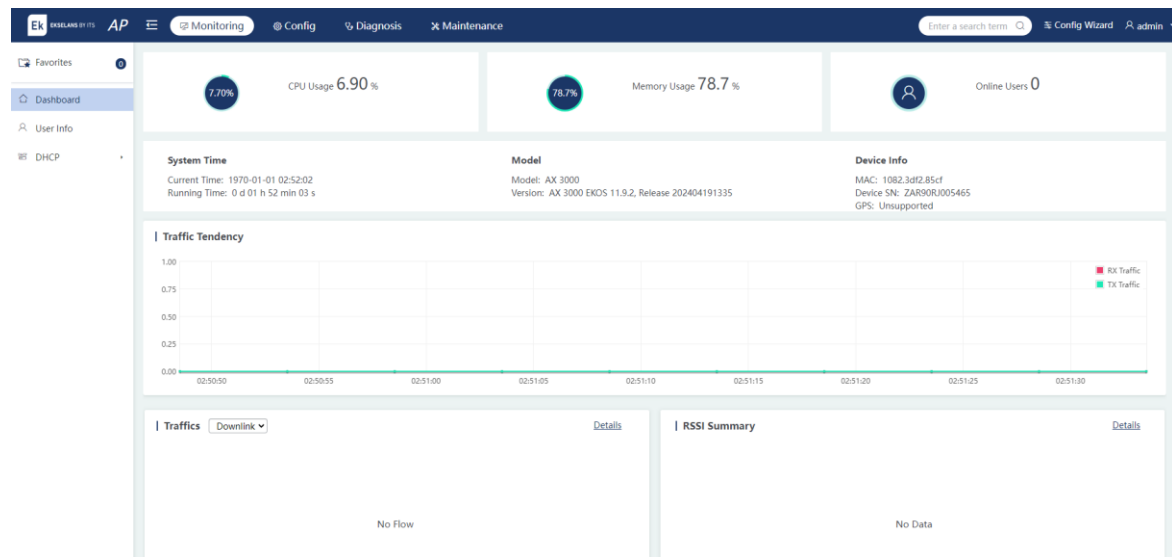 Ek EKSELANS BY ITS AP Monitoring Config Diagnosis Maintenance Enter a search term Config Wizard admin
Favorites 0
Dashboard
User Info
DHCP
7.70% CPU Usage 6.90 %
78.7% Memory Usage 78.7 %
Online Users 0
System Time
Current Time: 1970-01-01 02:52:02
Running Time: 0 d 01 h 52 min 03 s
Model
Model: AX 3000
Version: AX 3000 EKOS 11.9.2, Release 202404191335
Device Info
MAC: 1082.3df2.85cf
Device SN: ZAR90RJ005465
GPS: Unsupported
Traffic Tendency
RX Traffic
TX Traffic
1.00
0.75
0.50
0.25
0.00
02:50:50 02:50:55 02:51:00 02:51:05 02:51:10 02:51:15 02:51:20 02:51:25 02:51:30
Traffics Downlink Details
No Flow
RSSI Summary Details
No Data